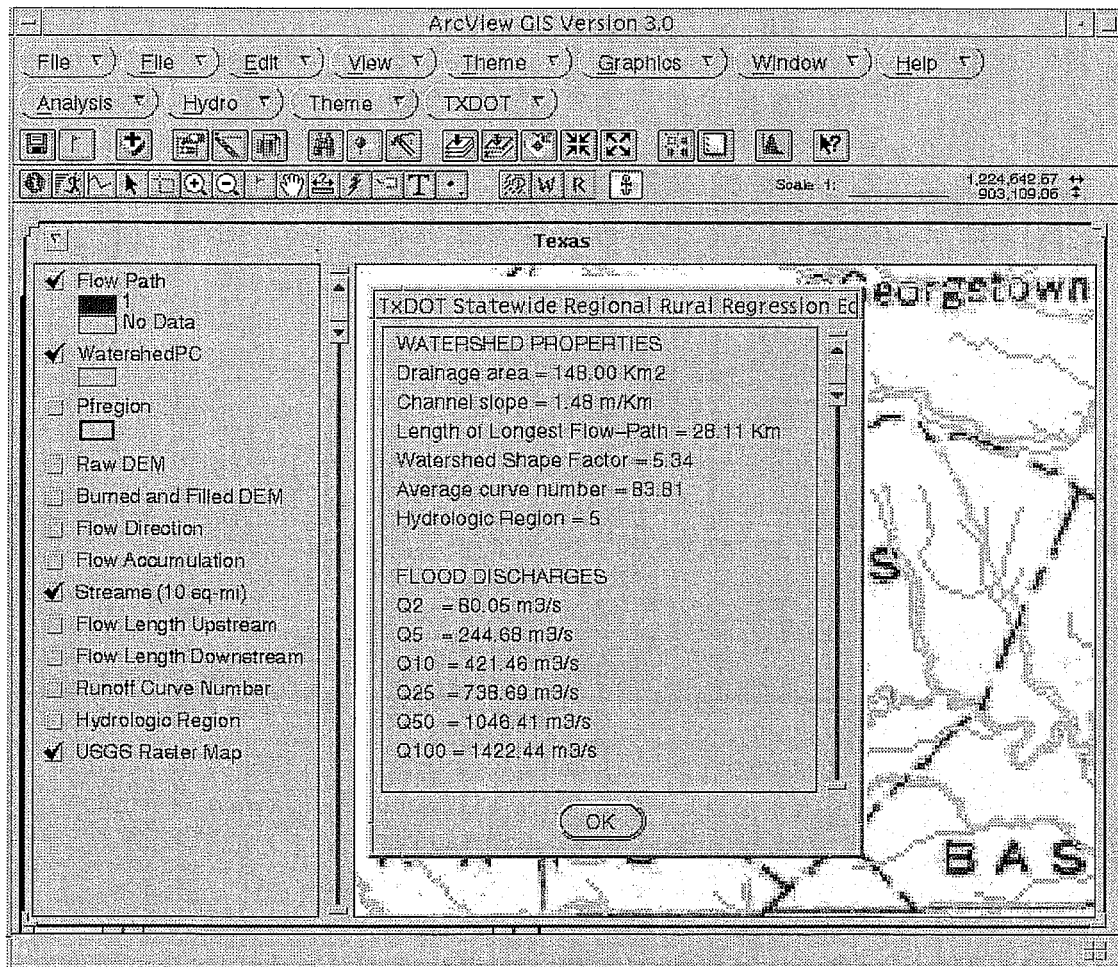 ArcView GIS Version 3.0
File File Edit View Theme Graphics Window Help
Analysis Hydro Theme TXDOT
W R T Scale 1: 1,224,642.67
903,109.06
Texas
Flow Path
1
No Data
WatershedPC
Pfregion
Raw DEM
Burned and Filled DEM
Flow Direction
Flow Accumulation
Streams (10 sq-mi)
Flow Length Upstream
Flow Length Downstream
Runoff Curve Number
Hydrologic Region
USGS Raster Map
TxDOT Statewide Regional Rural Regression Eq
WATERSHED PROPERTIES
Drainage area = 148.00 Km2
Channel slope = 1.48 m/Km
Length of Longest Flow-Path = 28.11 Km
Watershed Shape Factor = 5.34
Average curve number = 83.81
Hydrologic Region = 5
FLOOD DISCHARGES
Q2 = 80.05 m3/s
Q5 = 244.68 m3/s
Q10 = 421.46 m3/s
Q25 = 738.69 m3/s
Q50 = 1046.41 m3/s
Q100 = 1422.44 m3/s
OK
Georgetown
S
BAS